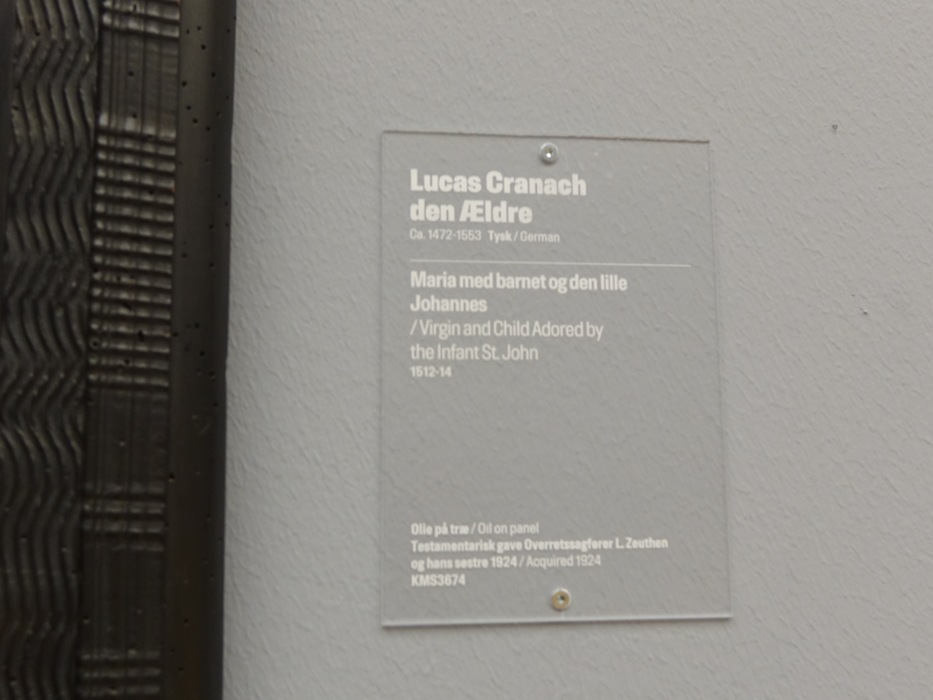 Lucas Cranach
den Ældre
Ca. 1472-1553 Tysk / German
Maria med barnet og den lille
Johannes
/ Virgin and Child Adored by
the Infant St. John
1512-14
Olie på træ / Oil on panel
Testamentarisk gave Overretssagfører L. Zeuthen
og hans søstre 1924 / Acquired 1924
KMS3674